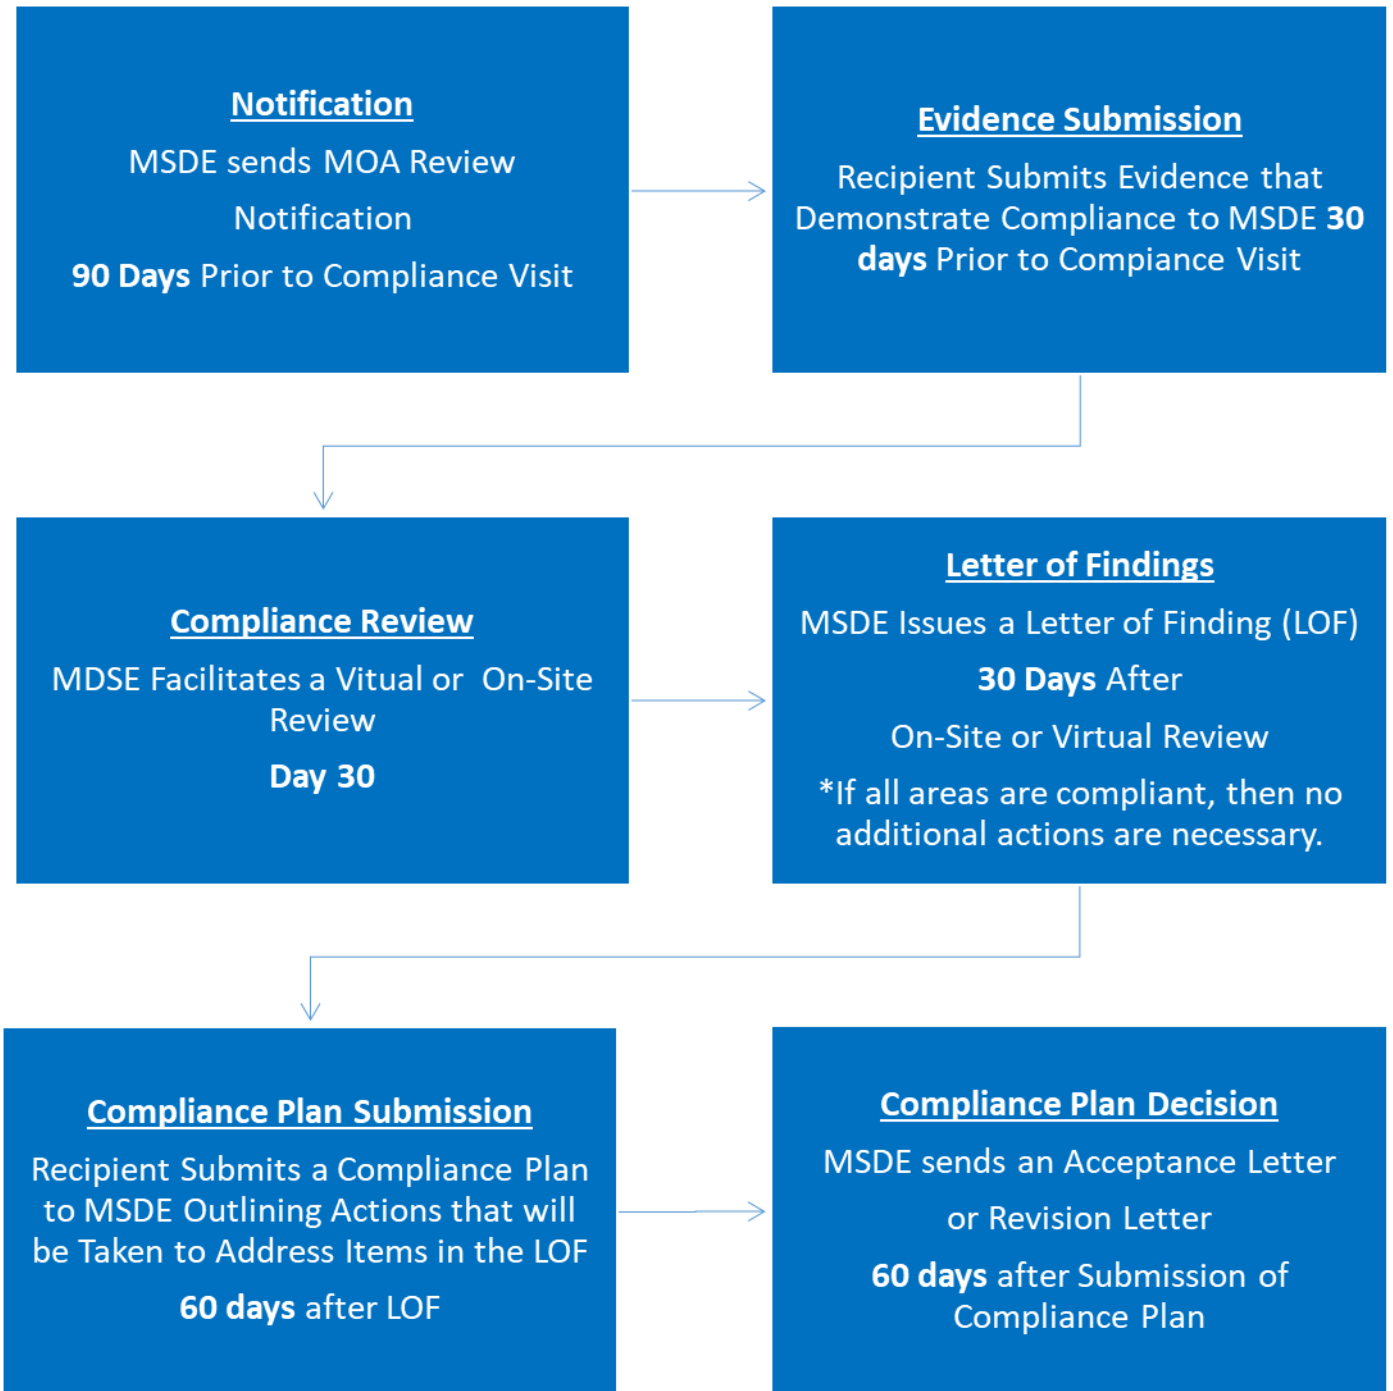 Notification
MSDE sends MOA Review
Notification
90 Days Prior to Compliance Visit
Evidence Submission
Recipient Submits Evidence that
Demonstrate Compliance to MSDE 30
days Prior to Compiance Visit
Compliance Review
MDSE Facilitates a Vitual or On-Site
Review
Day 30
Letter of Findings
MSDE Issues a Letter of Finding (LOF)
30 Days After
On-Site or Virtual Review
*If all areas are compliant, then no
additional actions are necessary.
Compliance Plan Submission
Recipient Submits a Compliance Plan
to MSDE Outlining Actions that will
be Taken to Address Items in the LOF
60 days after LOF
Compliance Plan Decision
MSDE sends an Acceptance Letter
or Revision Letter
60 days after Submission of
Compliance Plan